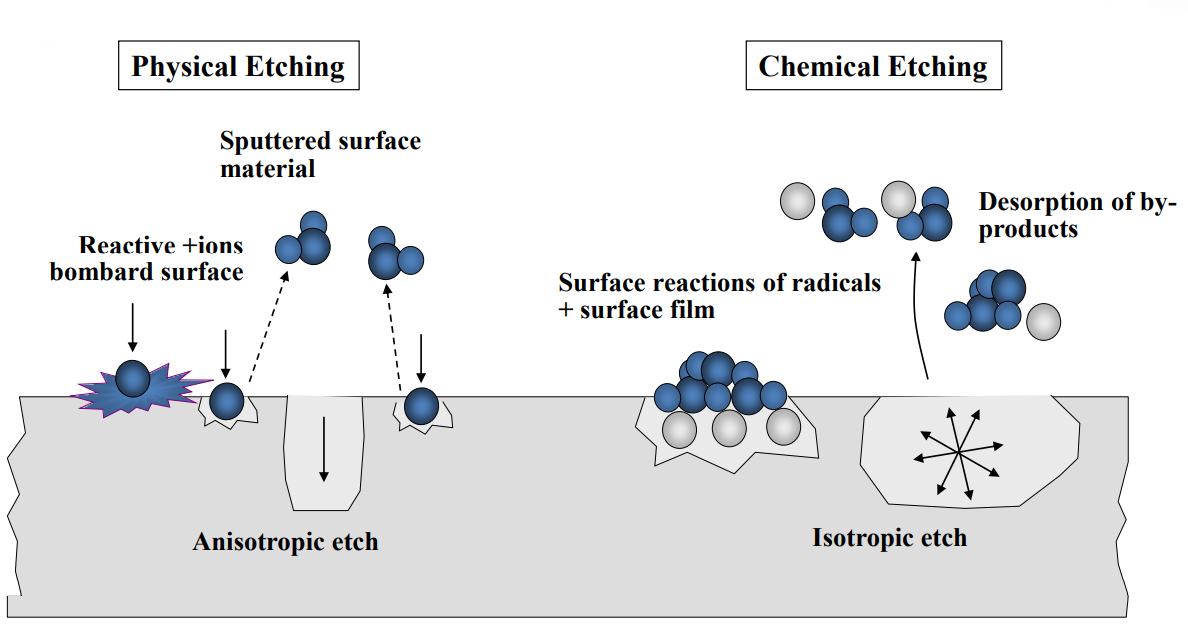 Physical Etching
Chemical Etching
Sputtered surface
material
Reactive +ions
bombard surface
Anisotropic etch
Desorption of by-
products
Surface reactions of radicals
+ surface film
Isotropic etch